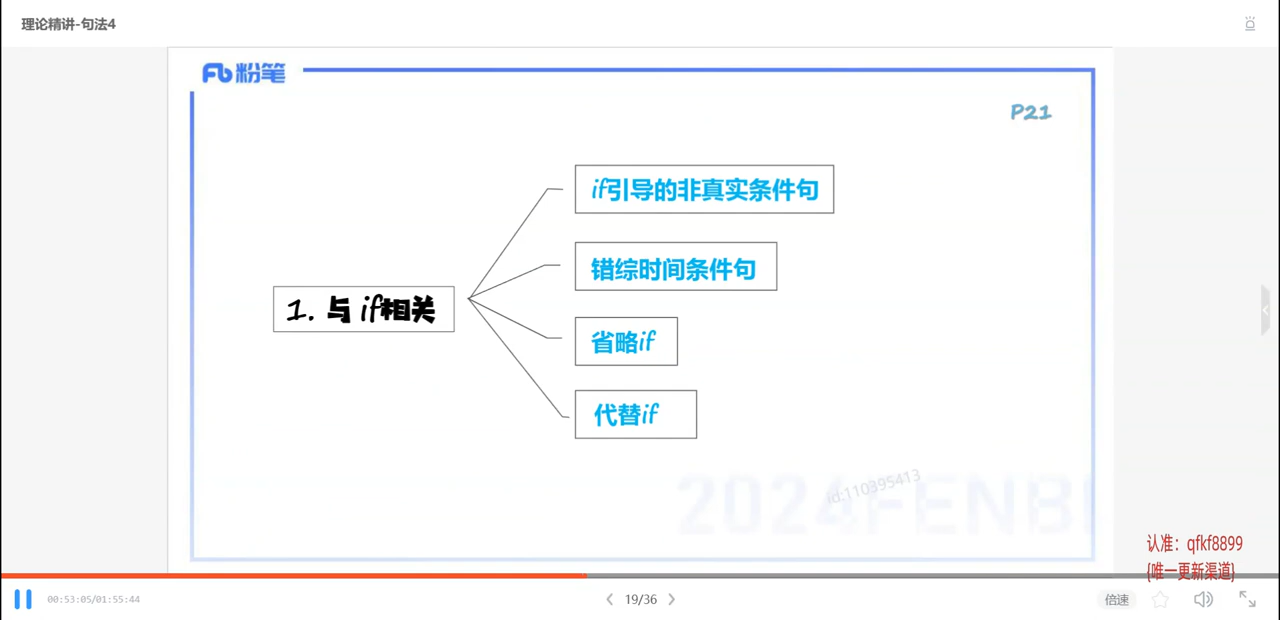 理论精讲-句法4
粉笔
P21
if引导的非真实条件句
错综时间条件句
1. 与 if相关
省略if
代替if
id:110395413
2024FENB
认准：qfkf8899
{唯一更新渠道}
00:53:05/01:55:44
19/36
倍速